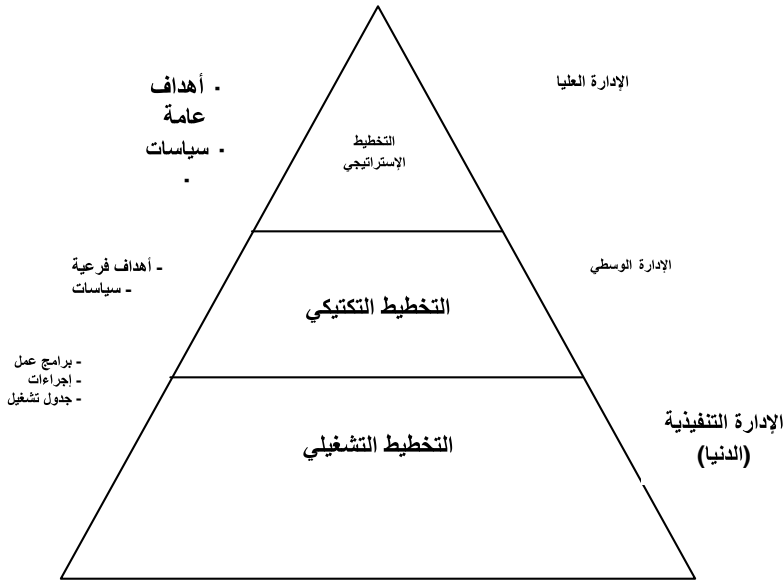 الإدارة العليا
التخطيط
الإستراتيجي
- أهداف
عامة
- سياسات
-
الإدارة الوسطي
التخطيط التكتيكي
- أهداف فرعية
- سياسات
الإدارة التنفيذية
(الدنيا)
التخطيط التشغيلي
- برامج عمل
- إجراءات
- جدول تشغيل